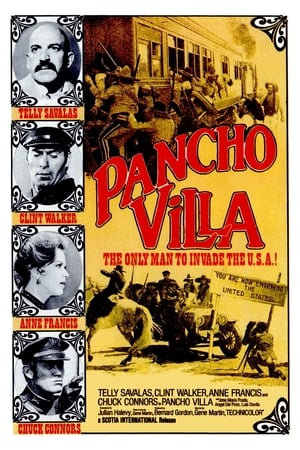 TELLY SAVALAS
CLINT WALKER
ANNE FRANCIS
CHUCK CONNORS
PANCHO
VILLA
THE ONLY MAN TO INVADE THE U.S.A.!
YOU ARE NOW ENTERING
THE
UNITED STATES
TELLY SAVALAS, CLINT WALKER, ANNE FRANCIS and
CHUCK CONNORS in PANCHO VILLA
Julian Halevy, Gene Martin, Bernard Gordon, Gene Martin, TECHNICOLOR®
a SCOTIA INTERNATIONAL Release